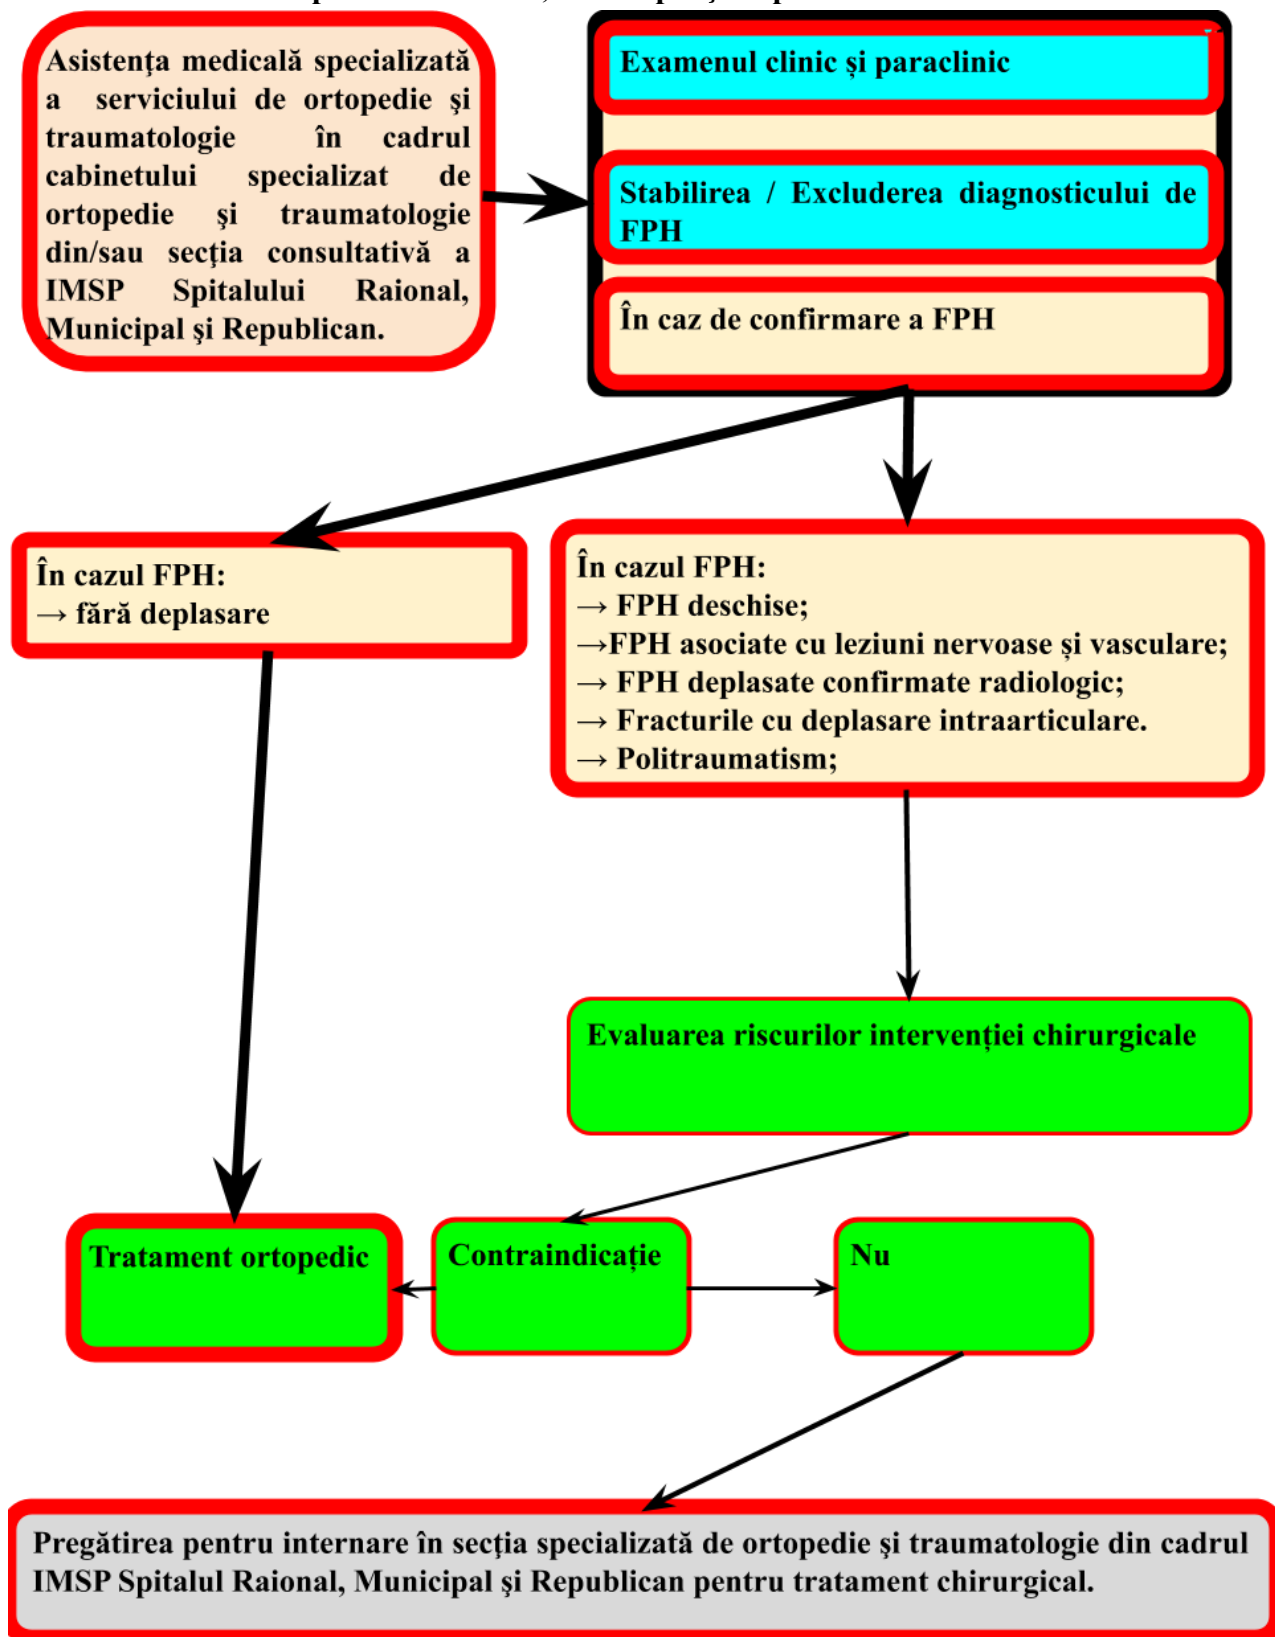 Asistenţa medicală specializată
a serviciului de ortopedie şi
traumatologie în cadrul
cabinetului specializat de
ortopedie şi traumatologie
din/sau secţia consultativă a
IMSP Spitalului Raional,
Municipal şi Republican.
Examenul clinic și paraclinic
Stabilirea / Excluderea diagnosticului de
FPH
În caz de confirmare a FPH
În cazul FPH:
→ fără deplasare
În cazul FPH:
→ FPH deschise;
→FPH asociate cu leziuni nervoase și vasculare;
→ FPH deplasate confirmate radiologic;
→ Fracturile cu deplasare intraarticulare.
→ Politraumatism;
Evaluarea riscurilor intervenției chirurgicale
Tratament ortopedic
Contraindicație
Nu
Pregătirea pentru internare în secţia specializată de ortopedie şi traumatologie din cadrul
IMSP Spitalul Raional, Municipal şi Republican pentru tratament chirurgical.